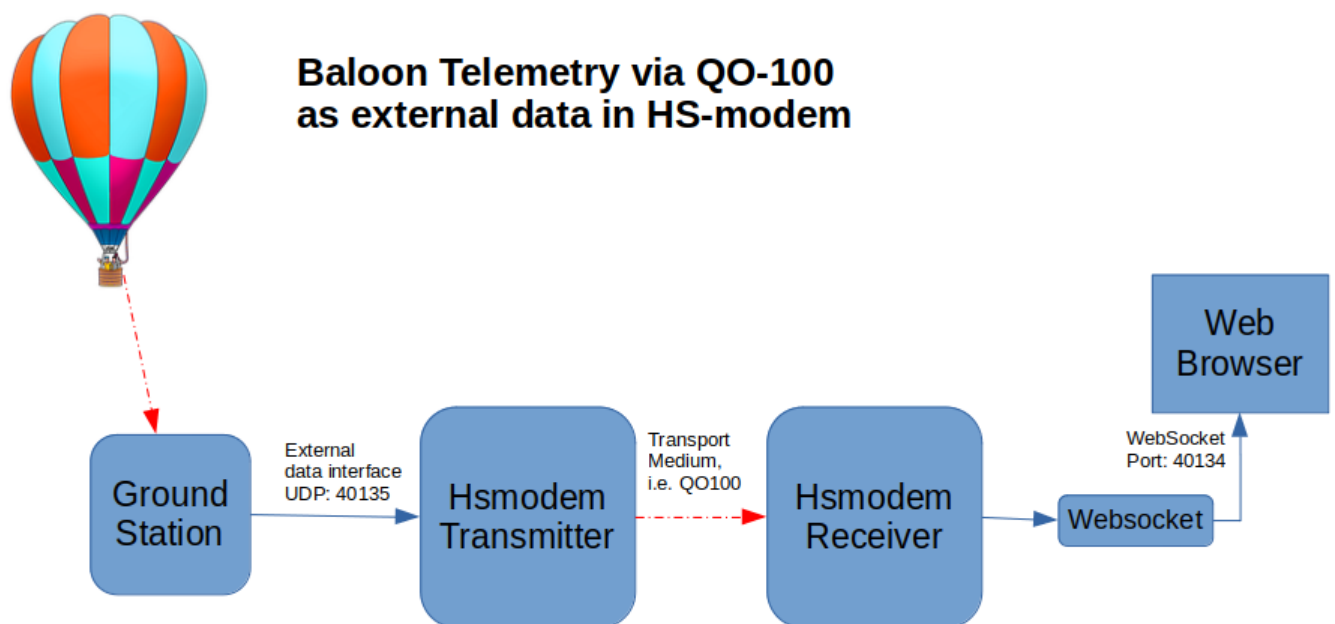 Baloon Telemetry via QO-100
as external data in HS-modem
Web
Browser
External
data interface
UDP: 40135
Transport
Medium,
i.e. QO100
WebSocket
Port: 40134
Ground
Station
Hsmodem
Transmitter
Hsmodem
Receiver
Websocket